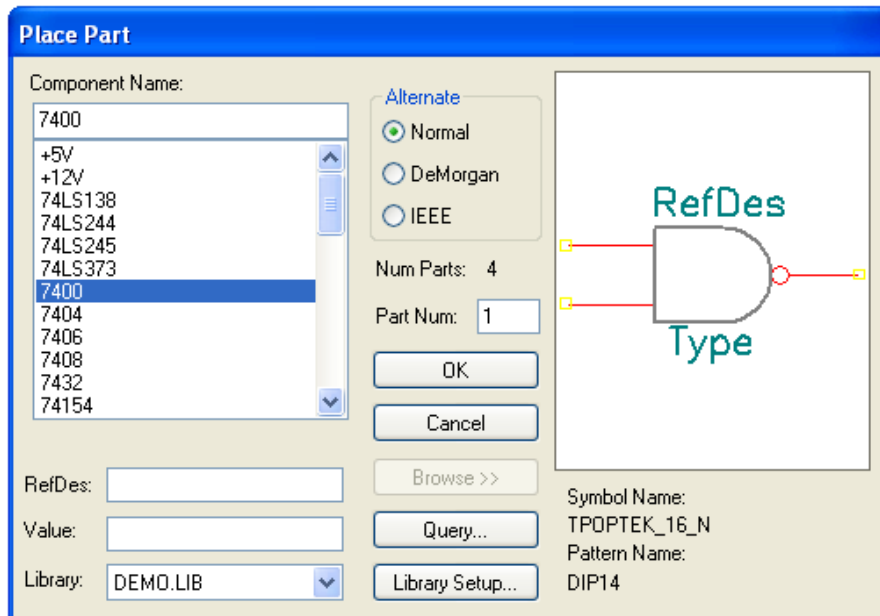 Place Part
Component Name:
7400
+5V
+12V
74LS138
74LS244
74LS245
74LS373
7400
7404
7406
7408
7432
74154
RefDes:
Value:
Library: DEMO.LIB
Alternate
Normal
DeMorgan
IEEE
Num Parts: 4
Part Num: 1
OK
Cancel
Browse >>
Query...
Library Setup...
RefDes
Type
Symbol Name:
TPOPTEK_16_N
Pattern Name:
DIP14